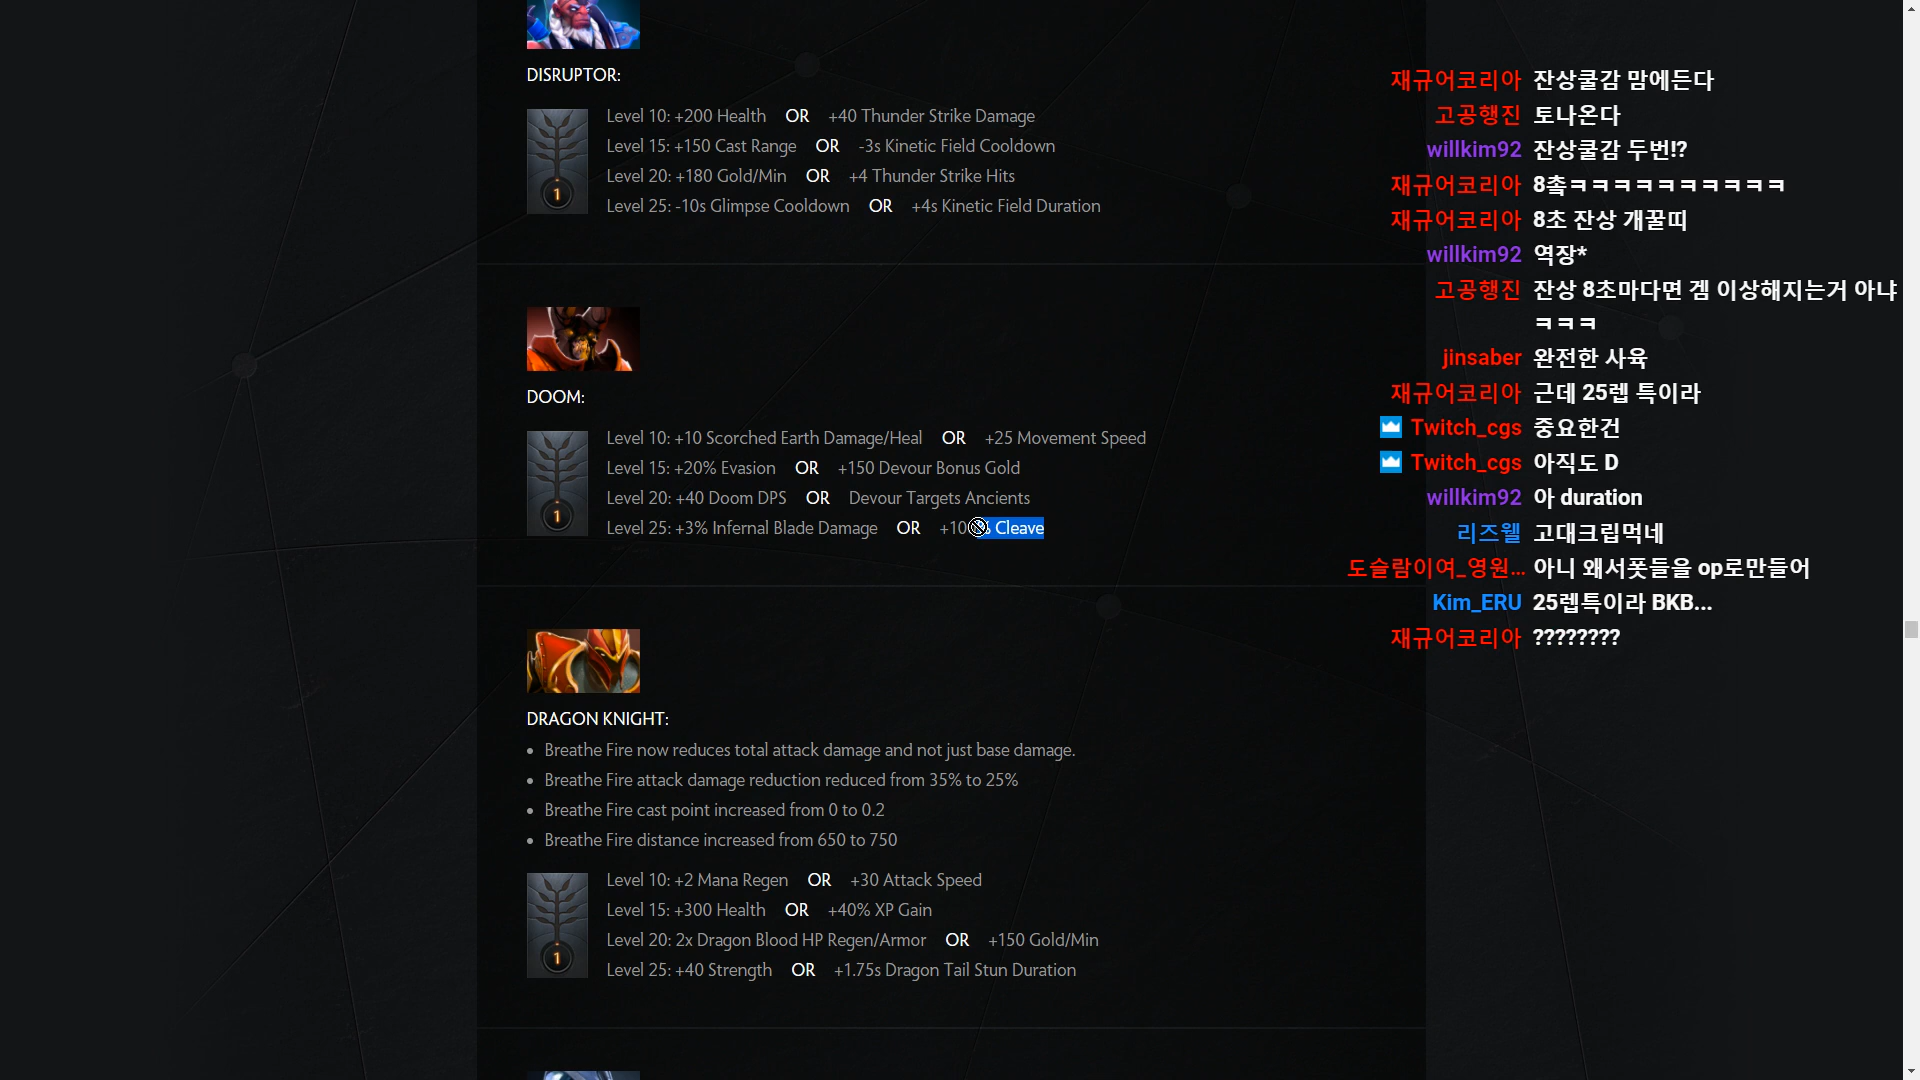 DISRUPTOR:
Level 10: +200 Health OR +40 Thunder Strike Damage
Level 15: +150 Cast Range OR -3s Kinetic Field Cooldown
Level 20: +180 Gold/Min OR +4 Thunder Strike Hits
Level 25: -10s Glimpse Cooldown OR +4s Kinetic Field Duration
1
DOOM:
Level 10: +10 Scorched Earth Damage/Heal OR +25 Movement Speed
Level 15: +20% Evasion OR +150 Devour Bonus Gold
Level 20: +40 Doom DPS OR Devour Targets Ancients
Level 25: +3% Infernal Blade Damage OR Cleave
1
DRAGON KNIGHT:
• Breathe Fire now reduces total attack damage and not just base damage.
• Breathe Fire attack damage reduction reduced from 35% to 25%
• Breathe Fire cast point increased from 0 to 0.2
• Breathe Fire distance increased from 650 to 750
Level 10: +2 Mana Regen OR +30 Attack Speed
Level 15: +300 Health OR +40% XP Gain
Level 20: 2x Dragon Blood HP Regen/Armor OR +150 Gold/Min
Level 25: +40 Strength OR +1.75s Dragon Tail Stun Duration
1
재규어코리아 잔상쿨감 맘에든다
고공행진 토나온다
willkim92 잔상쿨감 두번!?
재규어코리아
재규어코리아 8초 잔상 개꿀띠
willkim92 역장*
고공행진 잔상 8초마다면 겜 이상해지는거 아냐
ㅋㅋㅋ
jinsaber 완전한 사육
재규어코리아 근데 25렙 특이라
Twitch_cgs 중요한건
Twitch_cgs 아직도 D
willkim92 아 duration
리즈웰 고대크립먹네
도슬람이여_영원... 아니 왜서폿들을 op로만들어
Kim_ERU 25렙특이라 BKB...
재규어코리아 ????????